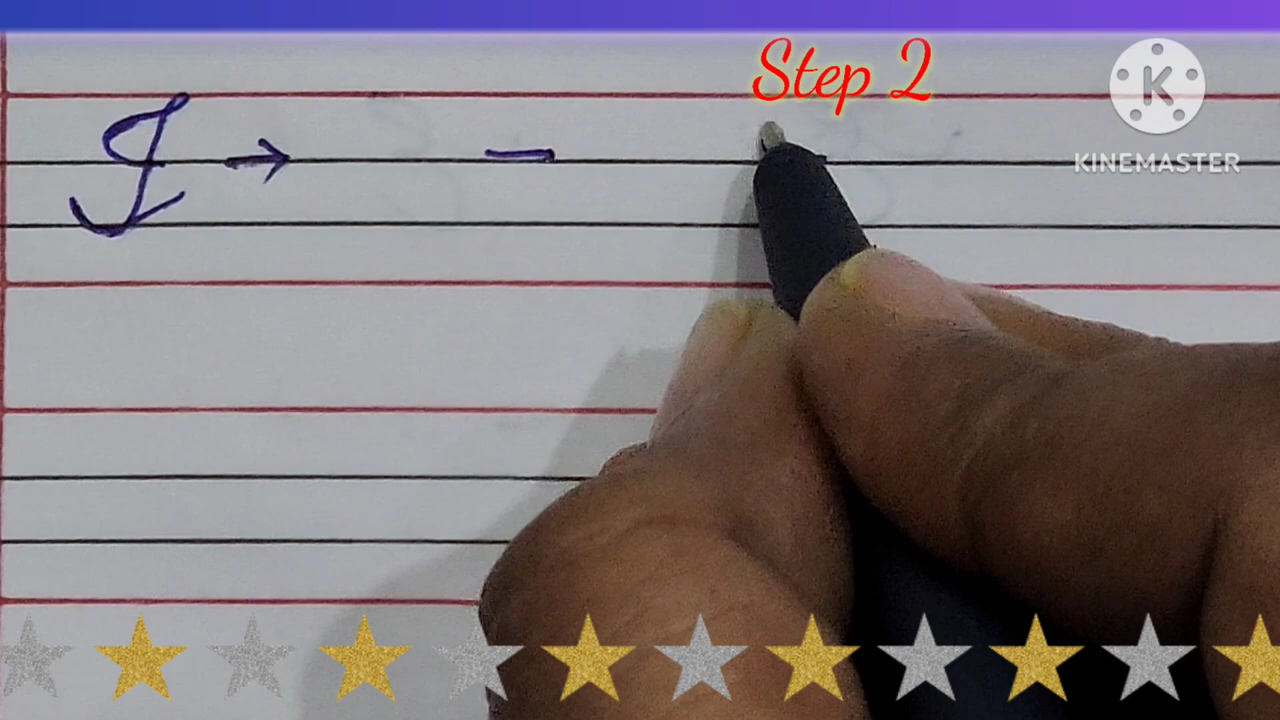 Step 2
I → –
KINEMASTER